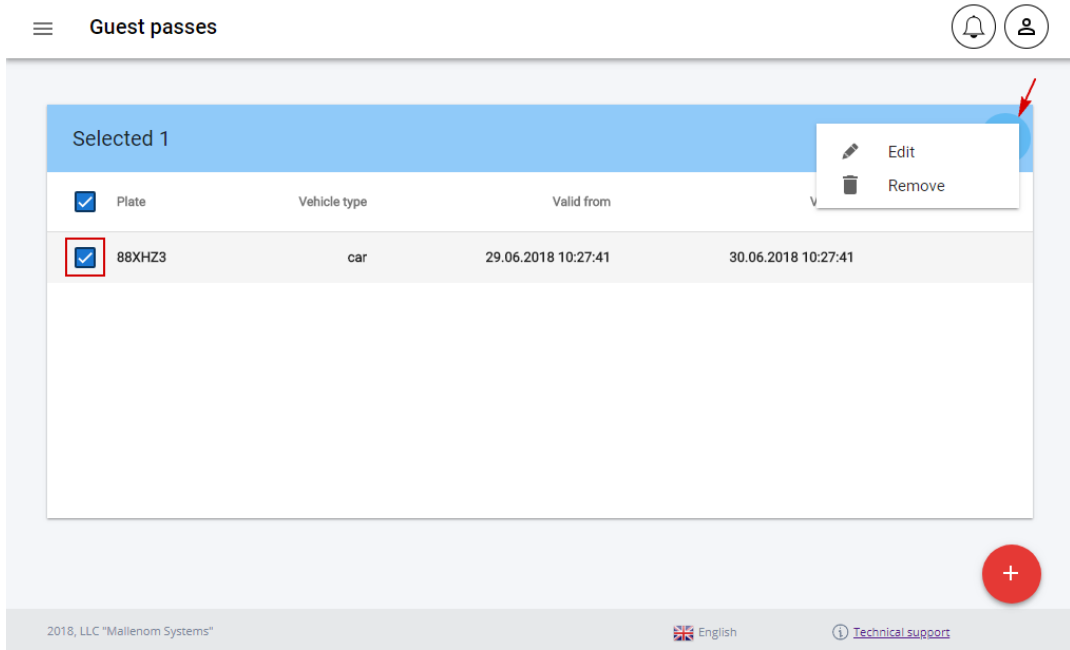 Guest passes
Selected 1
Edit
Remove
Plate Vehicle type Valid from V
88XHZ3 car 29.06.2018 10:27:41 30.06.2018 10:27:41
2018, LLC "Mallenom Systems" English Technical support